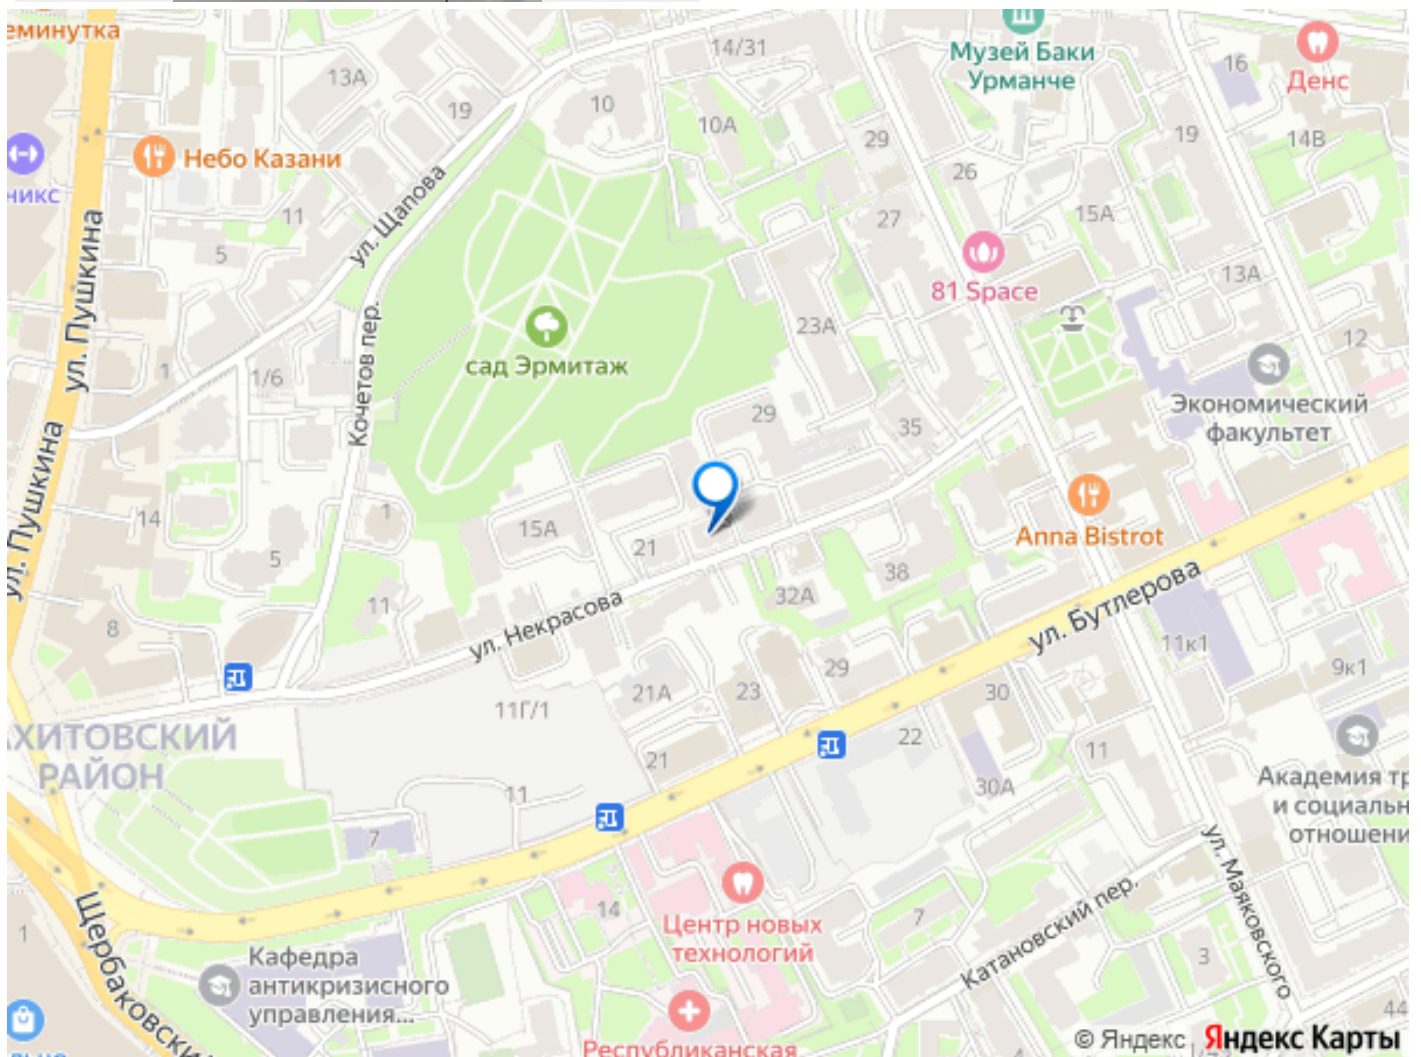 еминутка
14/31
Музей Баки
Урманче
16
Денс
13А
19
10
10А
29
19
14В
Небо Казани
никс
ул. Щапова
26
11
27
15А
5
81 Space
13А
ул. Пушкина
23А
сад Эрмитаж
12
1
1/6
Кочетов пер.
29
35
Экономический
факультет
ул. Пушкина
14
1
15А
21
Anna Bistrot
5
38
32А
11
ул. Некрасова
ул. Бутлерова
8
11к1
9к1
29
21А
23
30
11Г/1
ХИТОВСКИЙ
РАЙОН
22
11
21
30А
11
Академия тр
и социальн
отношени
7
ул. Маяковского
Щербаковски
1
14
Центр новых
технологий
7
Катановский пер.
3
Кафедра
антикризисного
управления...
44
Республиканская
льно
© Яндекс
Яндекс Карты